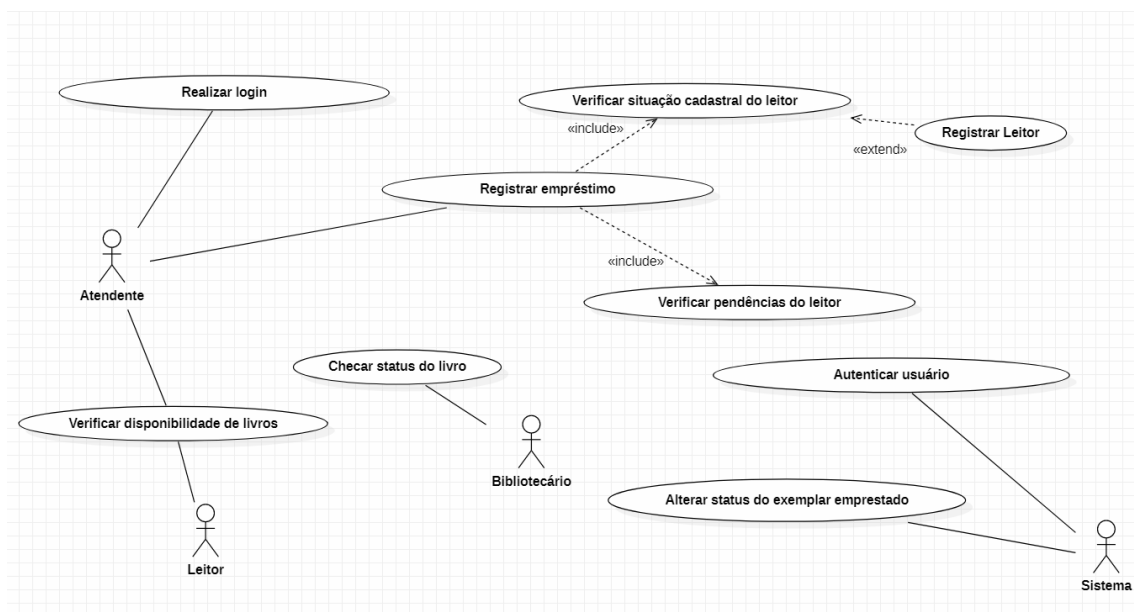 Realizar login
Verificar situação cadastral do leitor
«include»
Registrar Leitor
«extend»
Registrar empréstimo
«include»
Atendente
Verificar pendências do leitor
Checar status do livro
Autenticar usuário
Verificar disponibilidade de livros
Bibliotecário
Alterar status do exemplar emprestado
Leitor
Sistema